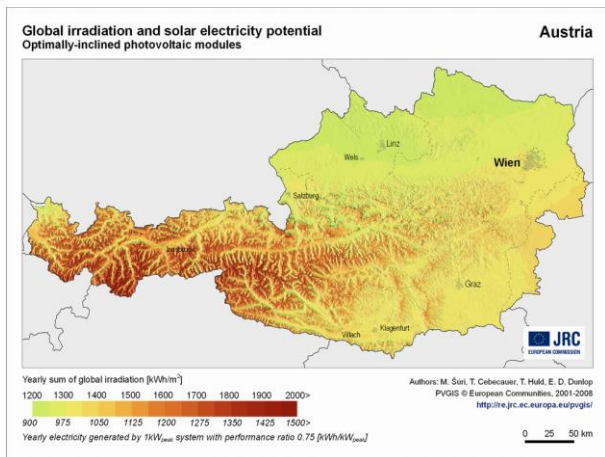 Global irradiation and solar electricity potential
Optimally-inclined photovoltaic modules
Austria
Linz
Wels
Wien
Salzburg
Innsbruck
Graz
Klagenfurt
Villach
JRC
EUROPEAN COMMISSION
Yearly sum of global irradiation [kWh/m²]
1200 1300 1400 1500 1600 1700 1800 1900 2000>
900 975 1050 1125 1200 1275 1350 1425 1500>
Yearly electricity generated by 1kWpeak system with performance ratio 0.75 [kWh/kWpeak]
Authors: M. Šúri, T. Cebecauer, T. Huld, E. D. Dunlop
PVGIS © European Communities, 2001-2008
http://re.jrc.ec.europa.eu/pvgis/
0 25 50 km